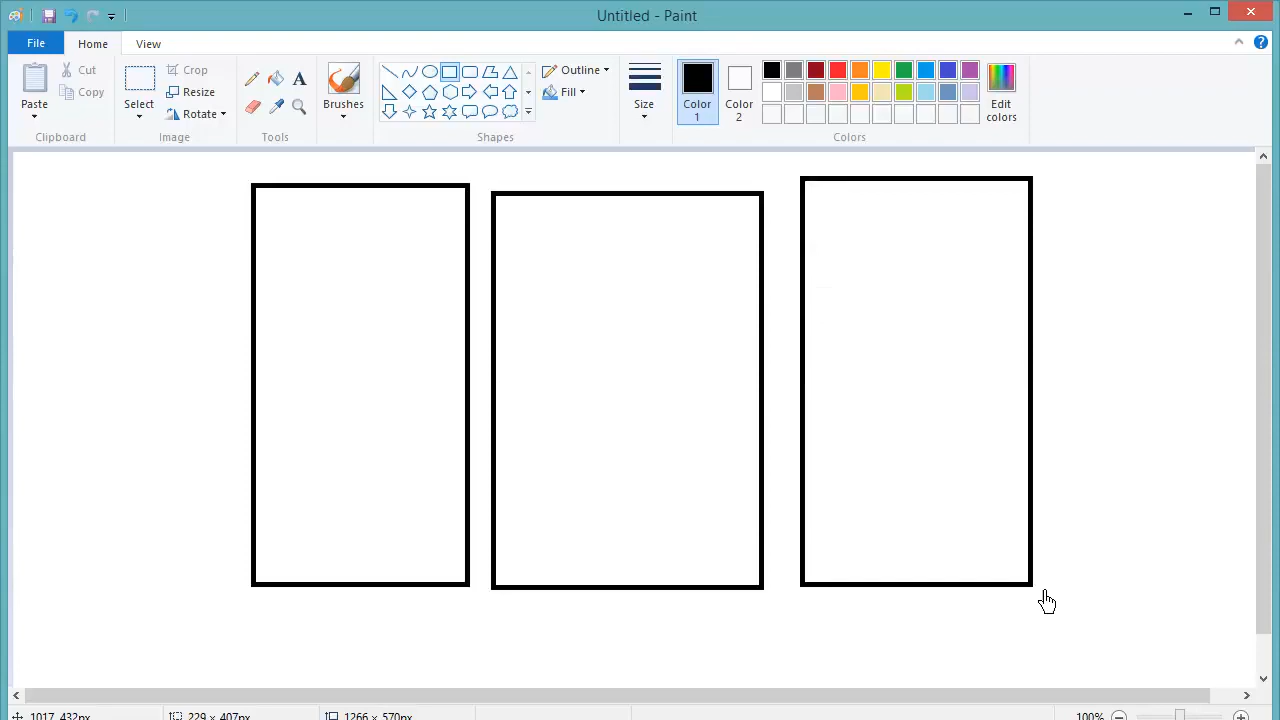 Untitled - Paint
File Home View
Paste Cut Copy Clipboard
Select Crop Resize Rotate Image
Tools
Brushes
Shapes Outline Fill
Size
Color 1 Color 2
Edit colors
Colors
1017, 432px 229 × 407px 1266 × 570px 100%